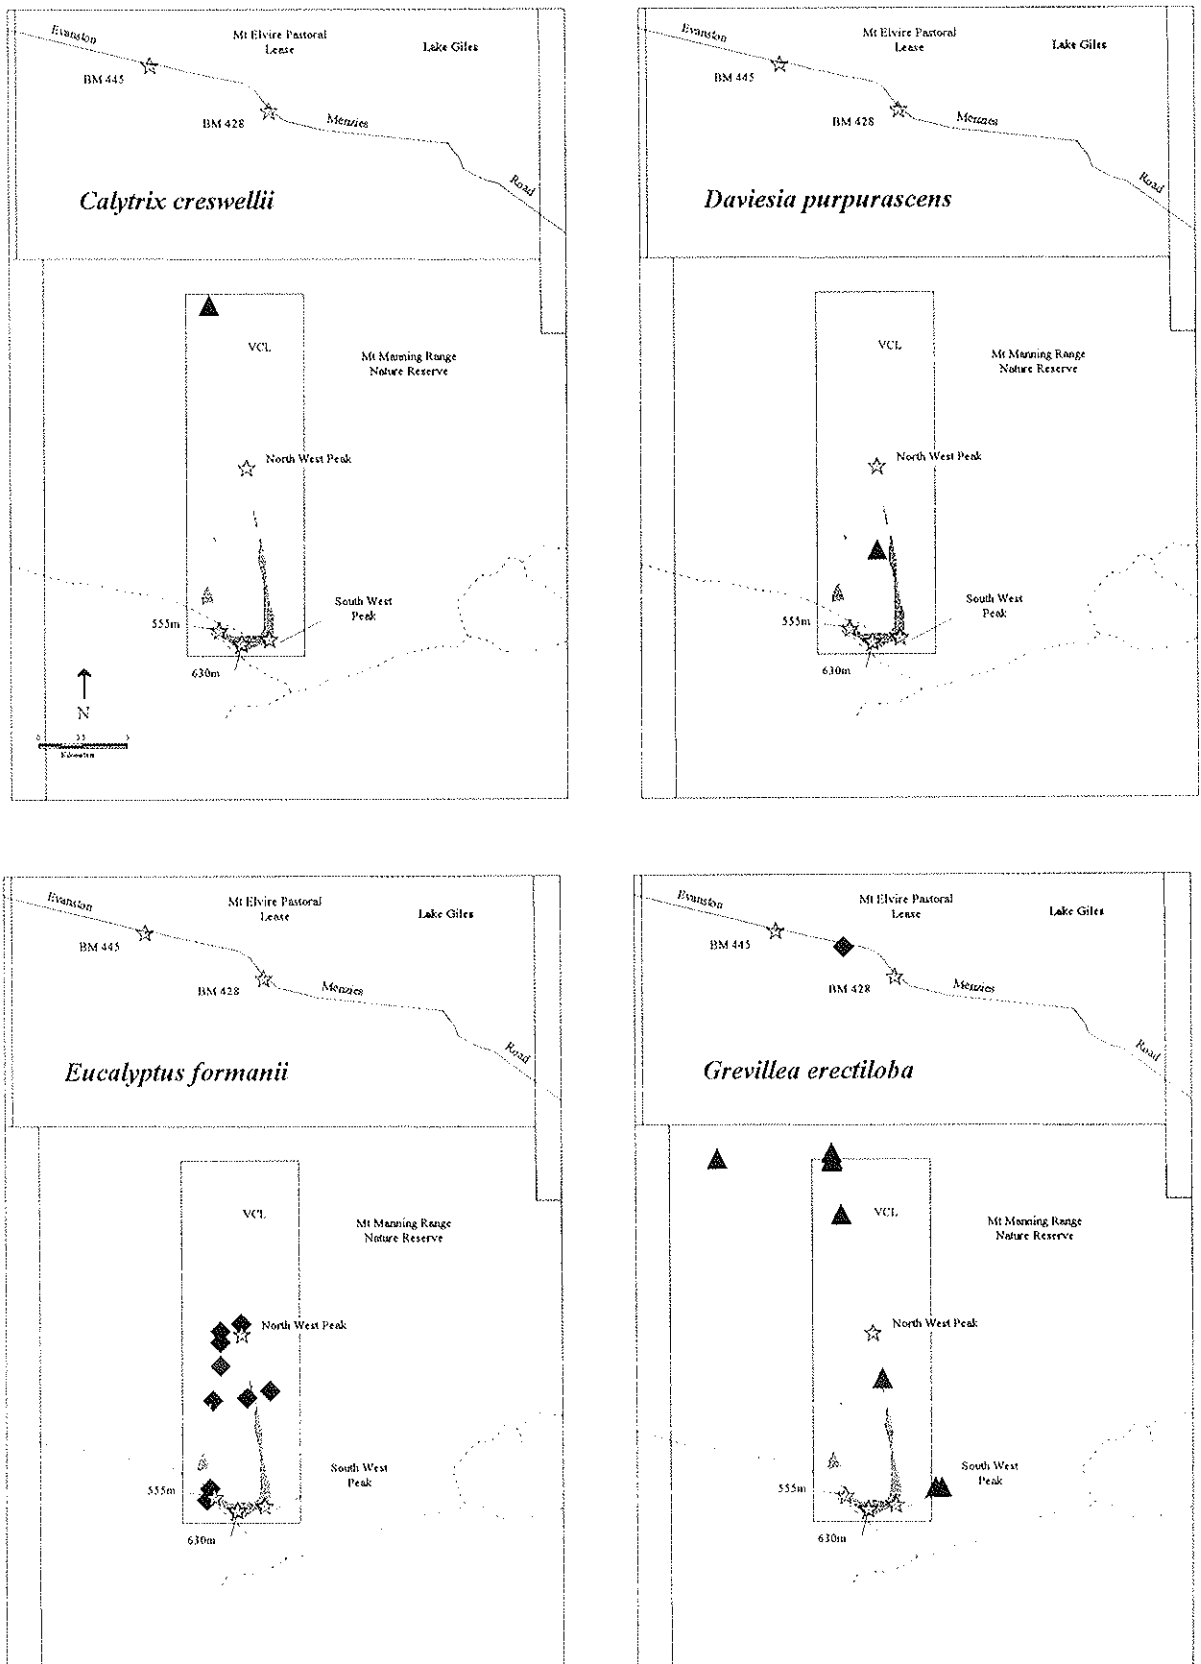 Evanston
Mt Elvire Pastoral
Lease
Lake Giles
BM 445
BM 428
Menzies
Road
Calytrix creswellii
VCL
Mt Manning Range
Nature Reserve
North West Peak
South West
Peak
555m
630m
N
Kilometres
Evanston
Mt Elvire Pastoral
Lease
Lake Giles
BM 445
BM 428
Menzies
Road
Daviesia purpurascens
VCL
Mt Manning Range
Nature Reserve
North West Peak
South West
Peak
555m
630m
Evanston
Mt Elvire Pastoral
Lease
Lake Giles
BM 445
BM 428
Menzies
Road
Eucalyptus formanii
VCL
Mt Manning Range
Nature Reserve
North West Peak
South West
Peak
555m
630m
Evanston
Mt Elvire Pastoral
Lease
Lake Giles
BM 445
BM 428
Menzies
Road
Grevillea erectiloba
VCL
Mt Manning Range
Nature Reserve
North West Peak
South West
Peak
555m
630m